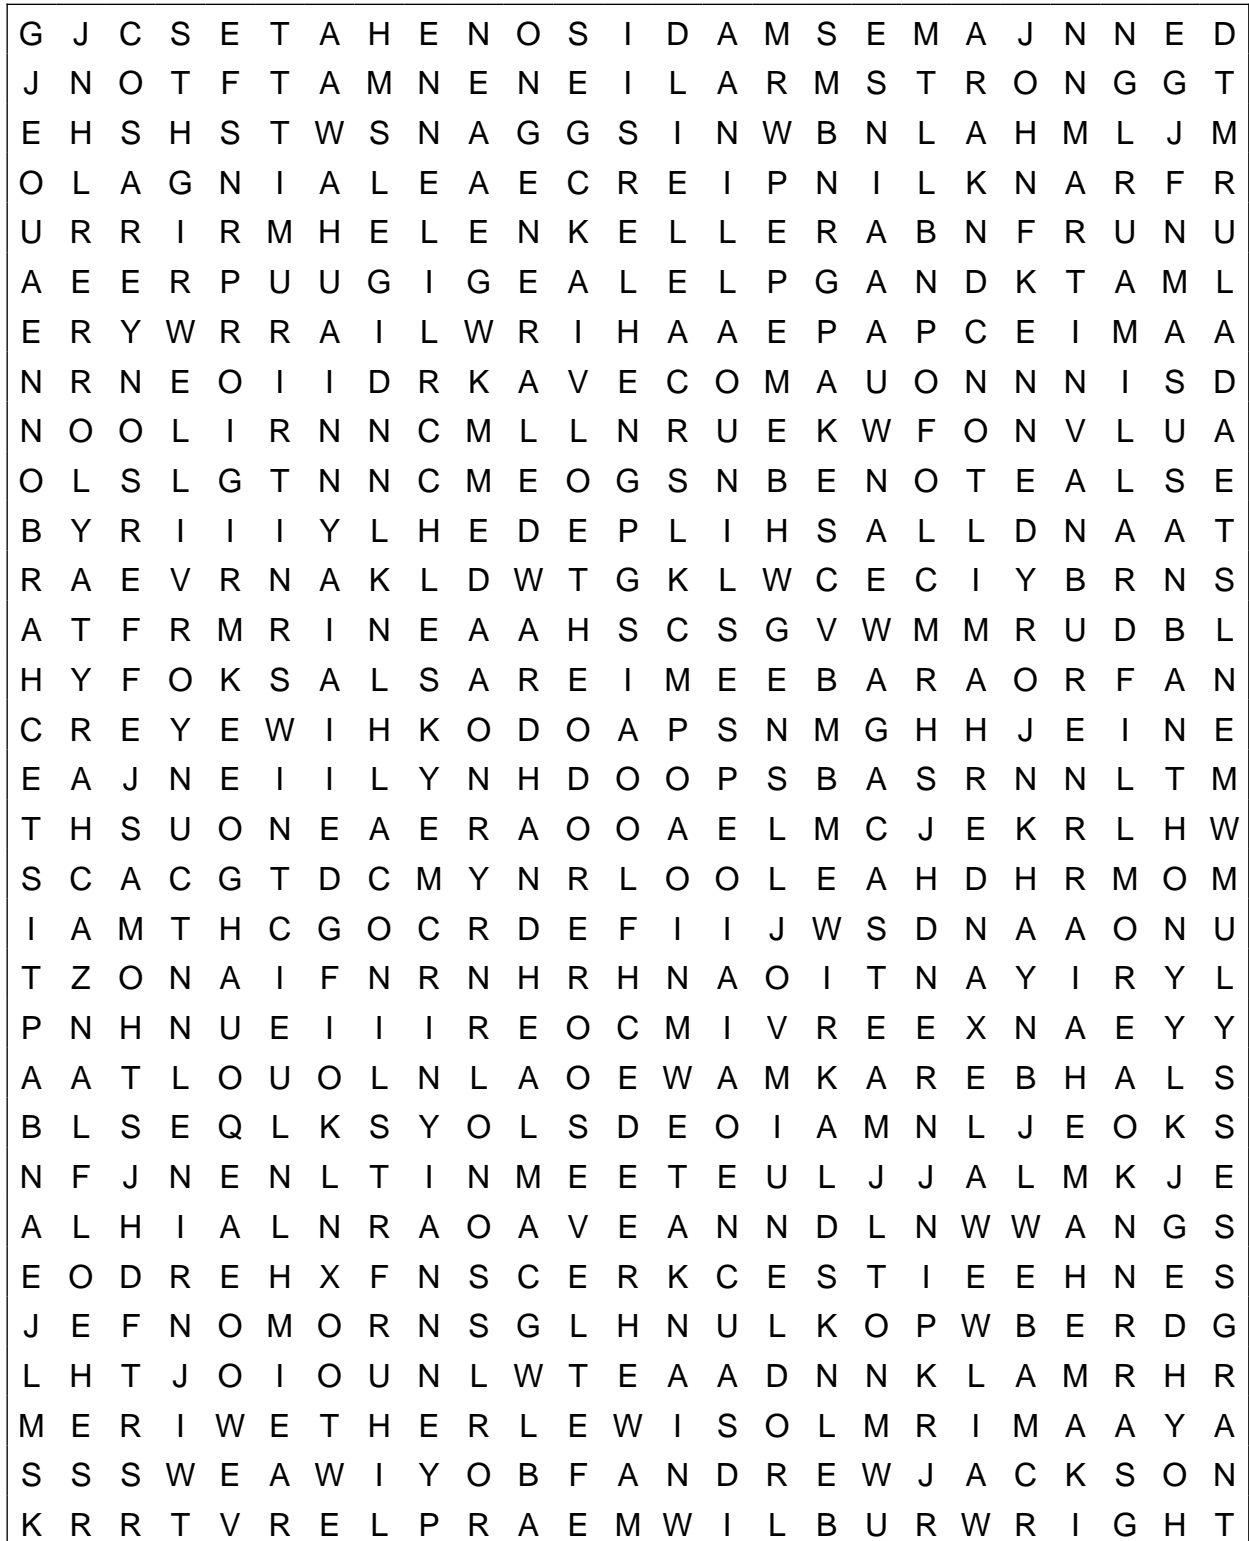 G J C S E T A H E N O S I D A M S E M A J N N E D
J N O T F T A M N E N E I L A R M S T R O N G G T
E H S H S T W S N A G G S I N W B N L A H M L J M
O L A G N I A L E A E C R E I P N I L K N A R F R
U R R I R M H E L E N K E L L E R A B N F R U N U
A E E R P U U G I G E A L E L P G A N D K T A M L
E R Y W R R A I L W R I H A A E P A P C E I M A A
N R N E O I I D R K A V E C O M A U O N N N I S D
N O O L I R N N C M L L N R U E K W F O N V L U A
O L S L G T N N C M E O G S N B E N O T E A L S E
B Y R I I I Y L H E D E P L I H S A L L D N A A T
R A E V R N A K L D W T G K L W C E C I Y B R N S
A T F R M R I N E A A H S C S G V W M M R U D B L
H Y F O K S A L S A R E I M E E B A R A O R F A N
C R E Y E W I H K O D O A P S N M G H H J E I N E
E A J N E I I L Y N H D O O P S B A S R N N L T M
T H S U O N E A E R A O O A E L M C J E K R L H W
S C A C G T D C M Y N R L O O L E A H D H R M O M
I A M T H C G O C R D E F I I J W S D N A A O N U
T Z O N A I F N R N H R H N A O I T N A Y I R Y L
P N H N U E I I I R E O C M I V R E E X N A E Y Y
A A T L O U O L N L A O E W A M K A R E B H A L S
B L S E Q L K S Y O L S D E O I A M N L J E O K S
N F J N E N L T I N M E E T E U L J J A L M K J E
A L H I A L N R A O A V E A N N D L N W W A N G S
E O D R E H X F N S C E R K C E S T I E E H N E S
J E F N O M O R N S G L H N U L K O P W B E R D G
L H T J O I O U N L W T E A A D N N K L A M R H R
M E R I W E T H E R L E W I S O L M R I M A A Y A
S S S W E A W I Y O B F A N D R E W J A C K S O N
K R R T V R E L P R A E M W I L B U R W R I G H T